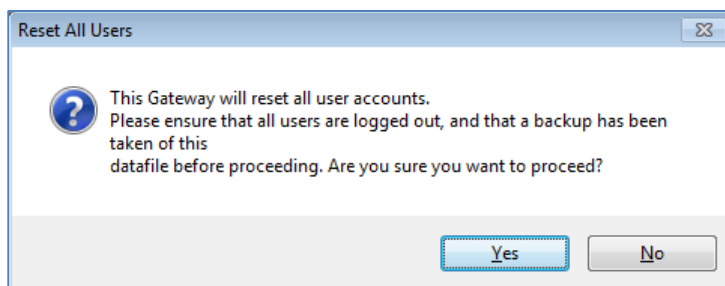 Reset All Users
This Gateway will reset all user accounts.
Please ensure that all users are logged out, and that a backup has been
taken of this
datafile before proceeding. Are you sure you want to proceed?
Yes
No